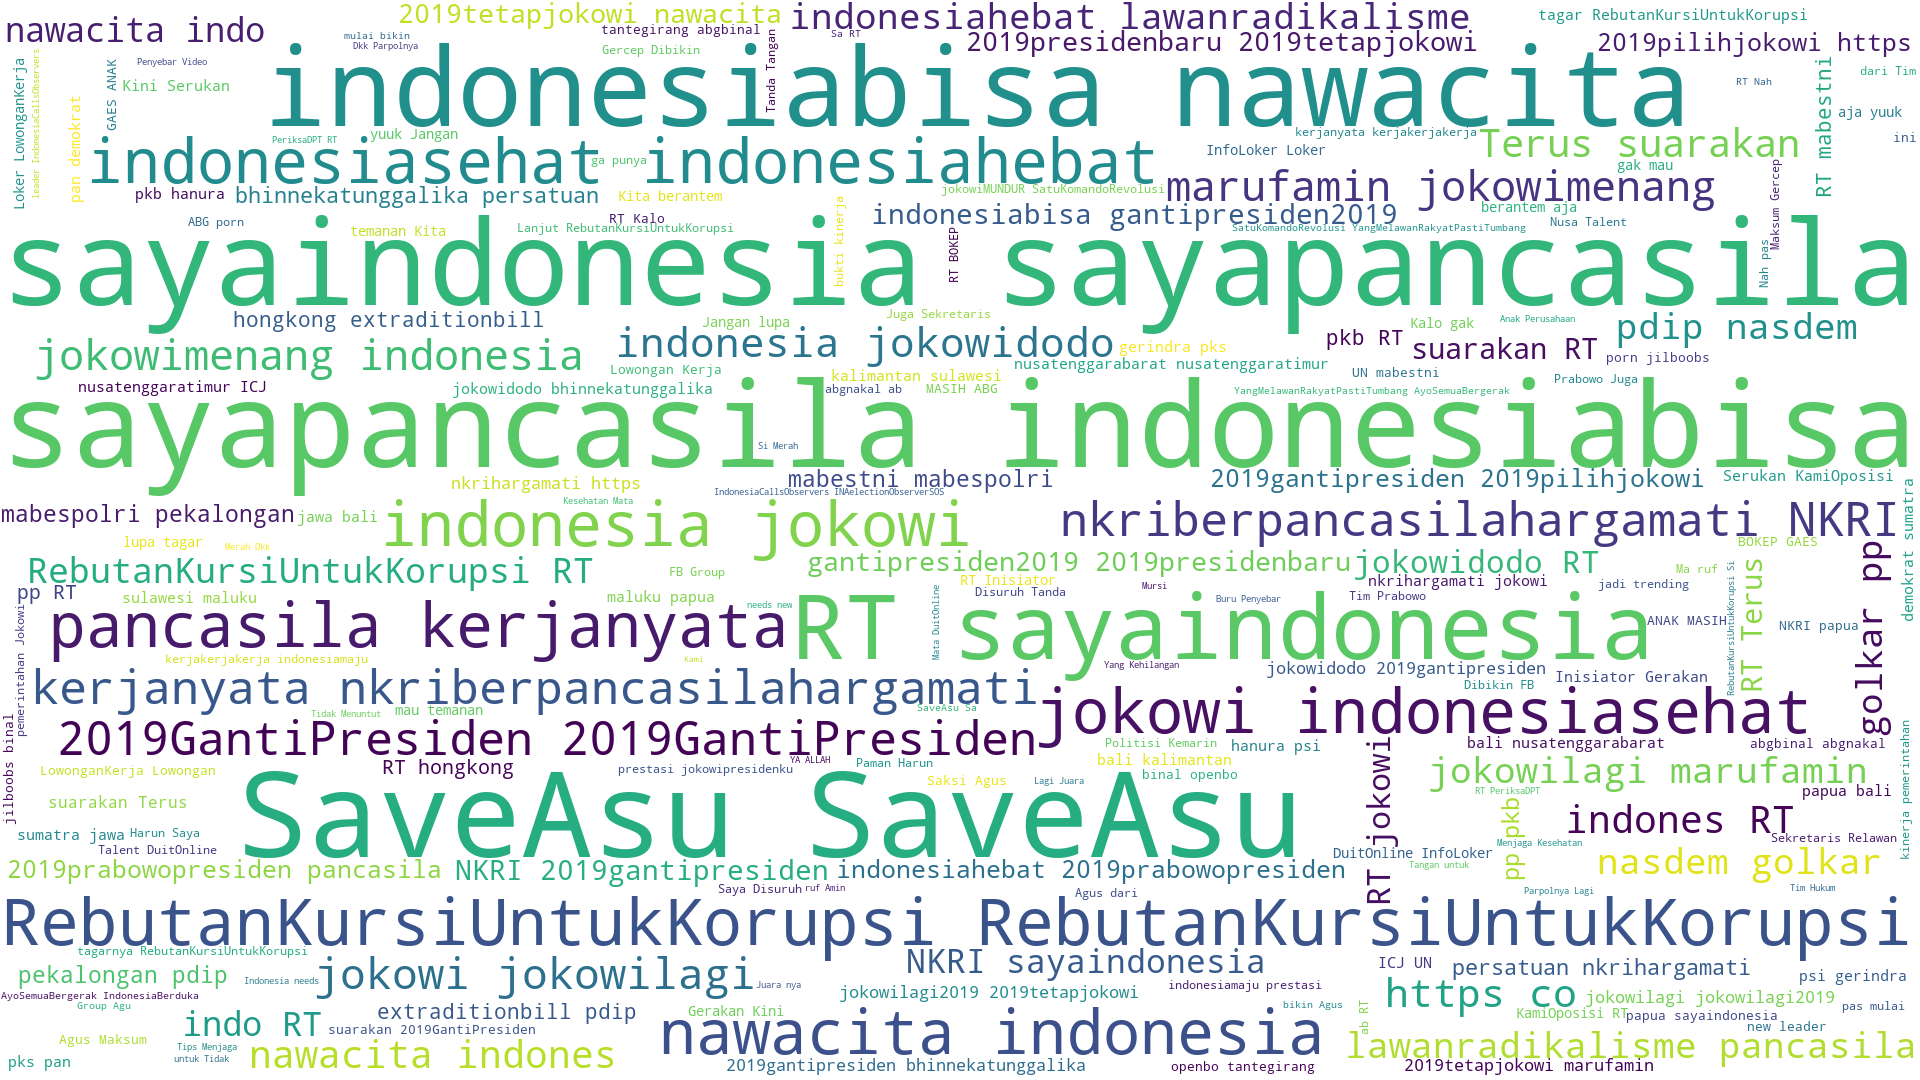 nawacita indo
2019tetapjokowi nawacita
indonesiahebat lawanradikalisme
tagar RebutanKursiUntukKorupsi
mulai bikin
Dkk Parpolnya
tantegirang abgbinal
Sa RT
Gercep Dibikin
Tanda Tangan
2019presidenbaru 2019tetapjokowi
2019pilihjokowi https
Penyebar Video
Loker LowonganKerja
leader IndonesiaCallsObservers
pan demokrat
GAES ANAK
Kini Serukan
indonesiabisa nawacita
RT Nah
RT mabestni
dari Tim
aja yuuk
ini
PeriksaDPT RT
yuuk Jangan
kerjanyata kerjakerjakerja
InfoLoker Loker
Terus suarakan
indonesiasehat indonesiahebat
ga punya
gak mau
pkb hanura
bhinnekatunggalika persatuan
Kita berantem
jokowiMUNDUR SatuKomandoRevolusi
marufamin jokowimenang
Maksum Gercep
ABG porn
temanan Kita
RT Kalo
Lanjut RebutanKursiUntukKorupsi
bukti kinerja
indonesiabisa gantipresiden2019
berantem aja
SatuKomandoRevolusi YangMelawanRakyatPastiTumbang
Nusa Talent
RT BOKEP
Nah pas
sayaindonesia sayapancasila
hongkong extraditionbill
Jangan lupa
Juga Sekretaris
Kalo gak
Anak Perusahaan
pdip nasdem
jokowimenang indonesia
indonesia jokowidodo
gerindra pks
pkb RT
suarakan RT
porn jilboobs
Lowongan Kerja
nusatenggarabarat nusatenggaratimur
nusatenggaratimur ICJ
jokowidodo bhinnekatunggalika
kalimantan sulawesi
abgnakal ab
MASIH ABG
UN mabestni
Prabowo Juga
YangMelawanRakyatPastiTumbang AyoSemuaBergerak
sayapancasila indonesiabisa
Si Merah
nkrihargamati https
mabestni mabespolri
2019gantipresiden 2019pilihjokowi
Serukan KamiOposisi
IndonesiaCallsObservers INAelectionObserverSOS
Kesehatan Mata
mabespolri pekalongan
jawa bali
indonesia jokowi
nkriberpancasilahargamati NKRI
demokrat sumatra
lupa tagar
Merah Dkk
BOKEP GAES
golkar pp
RebutanKursiUntukKorupsi RT
FB Group
gantipresiden2019 2019presidenbaru
jokowidodo RT
Ma ruf
RT Inisiator
nkrihargamati jokowi
jadi trending
pp RT
sulawesi maluku
maluku papua
needs new
Mata DuitOnline
Disuruh Tanda
Mursi
Tim Prabowo
Buru Penyebar
RebutanKursiUntukKorupsi Si
RT Terus
pemerintahan Jokowi
pancasila kerjanyata
RT sayaindonesia
ANAK MASIH
NKRI papua
kerjakerjakerja indonesiamaju
Kami
Yang Kehilangan
jokowidodo 2019gantipresiden
Inisiator Gerakan
Dibikin FB
kerjanyata nkriberpancasilahargamati
jokowi indonesiasehat
Tidak Menuntut
mau temanan
SaveAsu Sa
jilboobs binal
2019GantiPresiden 2019GantiPresiden
Politisi Kemarin
hanura psi
RT jokowi
bali nusatenggarabarat
abgbinal abgnakal
kinerja pemerintahan
LowonganKerja Lowongan
RT hongkong
prestasi jokowipresidenku
YA ALLAH
Paman Harun
bali kalimantan
binal openbo
Saksi Agus
Lagi Juara
jokowilagi marufamin
suarakan Terus
SaveAsu SaveAsu
RT PeriksaDPT
papua bali
pp pkb
indones RT
sumatra jawa
Harun Saya
Talent DuitOnline
Sekretaris Relawan
Menjaga Kesehatan
DuitOnline InfoLoker
Tangan untuk
nasdem golkar
2019prabowopresiden pancasila
NKRI 2019gantipresiden
indonesiahebat 2019prabowopresiden
Saya Disuruh
ruf Amin
Agus dari
Parpolnya Lagi
Tim Hukum
RebutanKursiUntukKorupsi RebutanKursiUntukKorupsi
tagarnya RebutanKursiUntukKorupsi
NKRI sayaindonesia
ICJ UN
persatuan nkrihargamati
psi gerindra
pekalongan pdip
Indonesia needs
jokowi jokowilagi
Juara nya
indonesiamaju prestasi
https co
AyoSemuaBergerak IndonesiaBerduka
Group Agu
jokowilagi2019 2019tetapjokowi
jokowilagi jokowilagi2019
bikin Agus
ab RT
pas mulai
indo RT
extraditionbill pdip
Gerakan Kini
KamiOposisi RT
papua sayaindonesia
suarakan 2019GantiPresiden
new leader
Agus Maksum
Tips Menjaga
untuk Tidak
nawacita indonesia
nawacita indones
lawanradikalisme pancasila
pks pan
2019gantipresiden bhinnekatunggalika
openbo tantegirang
2019tetapjokowi marufamin